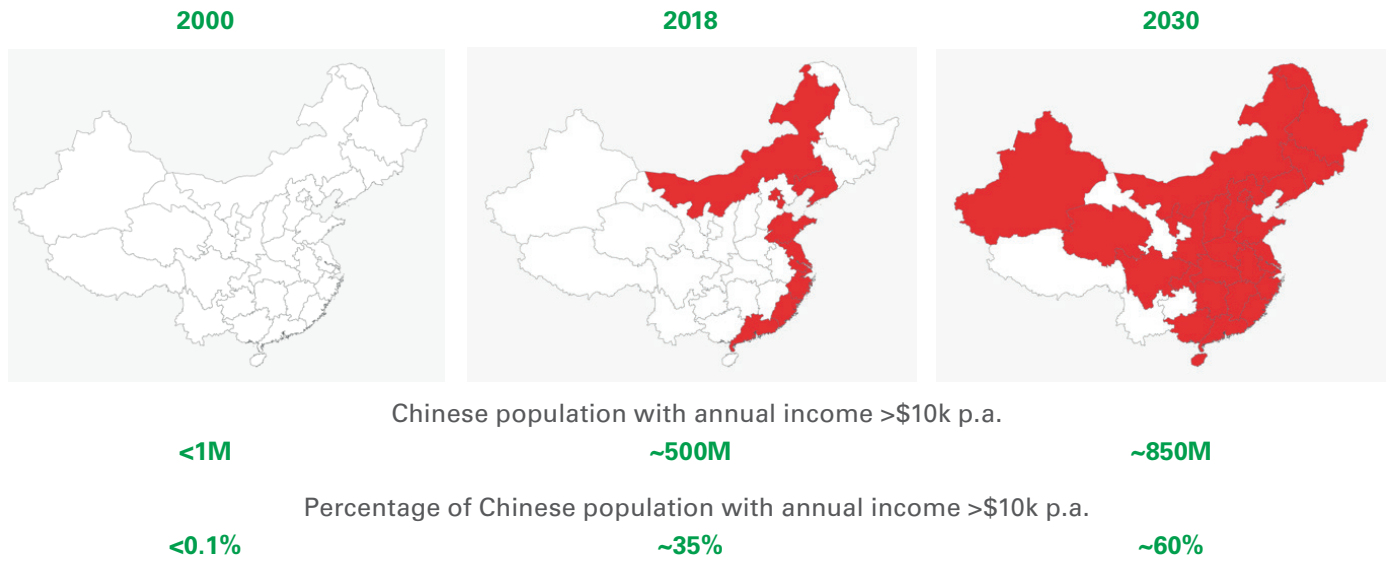 2000 2018 2030
Chinese population with annual income >$10k p.a.
<1M ~500M ~850M
Percentage of Chinese population with annual income >$10k p.a.
<0.1% ~35% ~60%